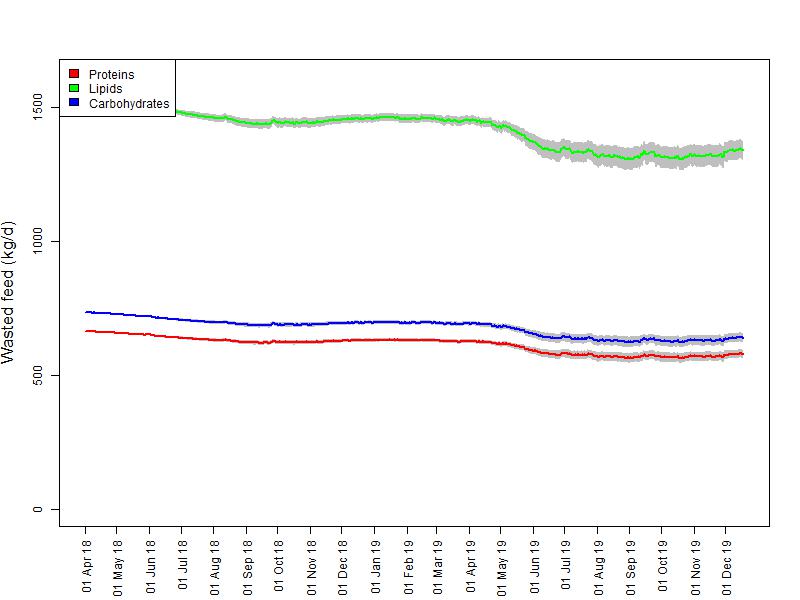 Proteins
Lipids
Carbohydrates
Wasted feed (kg/d)
1500
1000
500
0
01 Apr 18
01 May 18
01 Jun 18
01 Jul 18
01 Aug 18
01 Sep 18
01 Oct 18
01 Nov 18
01 Dec 18
01 Jan 19
01 Feb 19
01 Mar 19
01 Apr 19
01 May 19
01 Jun 19
01 Jul 19
01 Aug 19
01 Sep 19
01 Oct 19
01 Nov 19
01 Dec 19